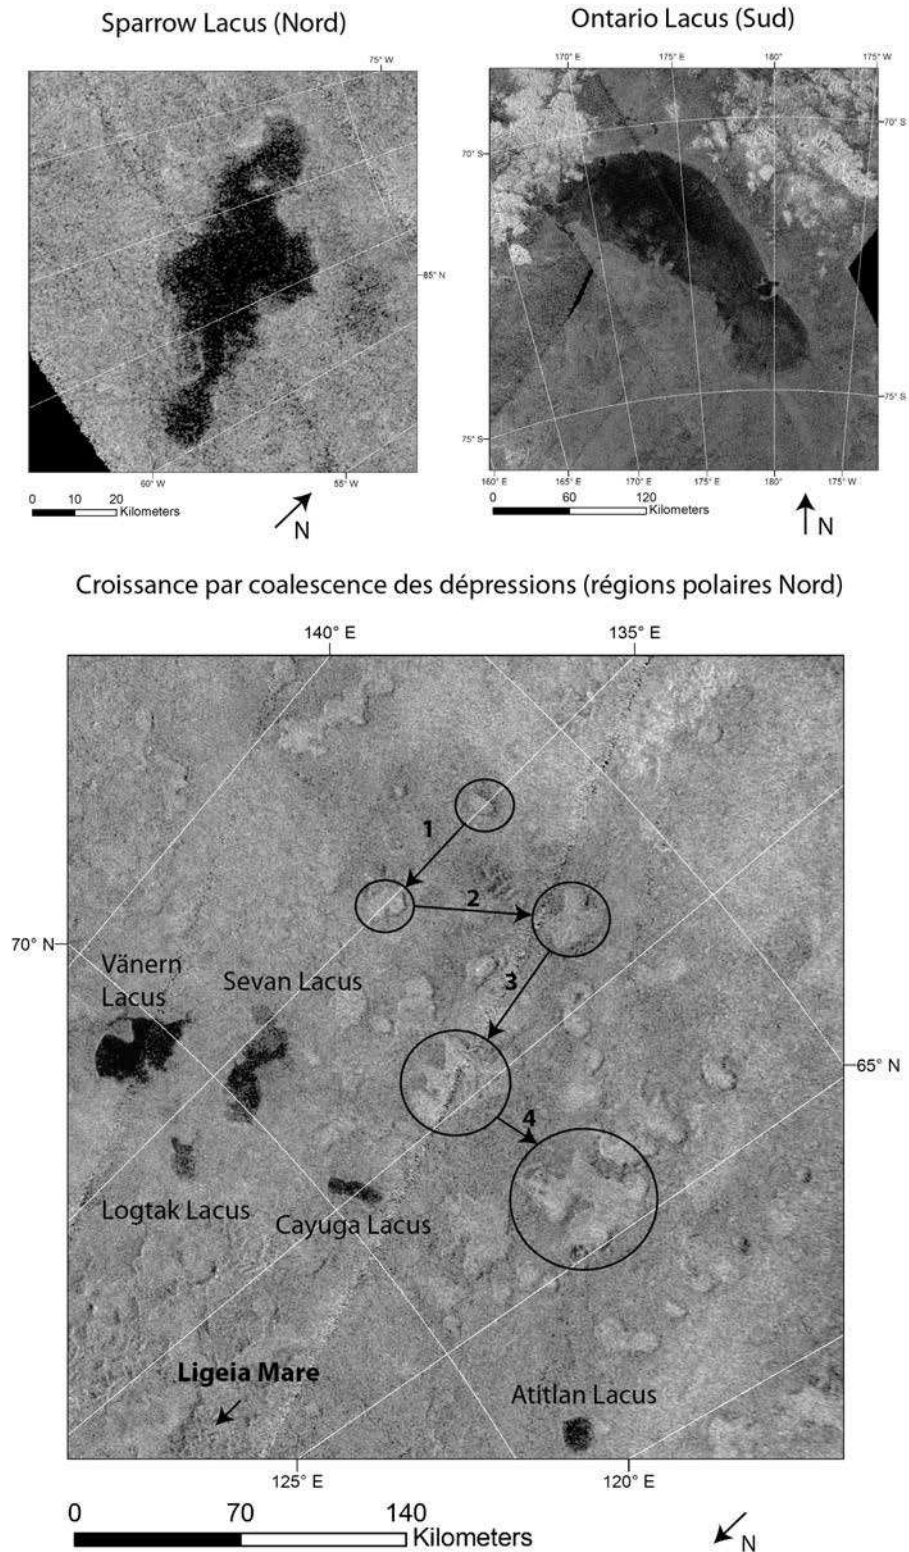 Sparrow Lacus (Nord)
75° W
85° N
60° W
55° W
0 10 20
Kilometers
N
Ontario Lacus (Sud)
170° E 175° E 180° 175° W
70° S
70° S
75° S
75° S
160° E 165° E 170° E 175° E 180° 175° W
0 60 120
Kilometers
N
Croissance par coalescence des dépressions (régions polaires Nord)
140° E 135° E
1
2
3
4
70° N
65° N
Vänern
Lacus
Sevan Lacus
Logtak Lacus
Cayuga Lacus
Ligeia Mare
Atitlan Lacus
125° E 120° E
0 70 140
Kilometers
N